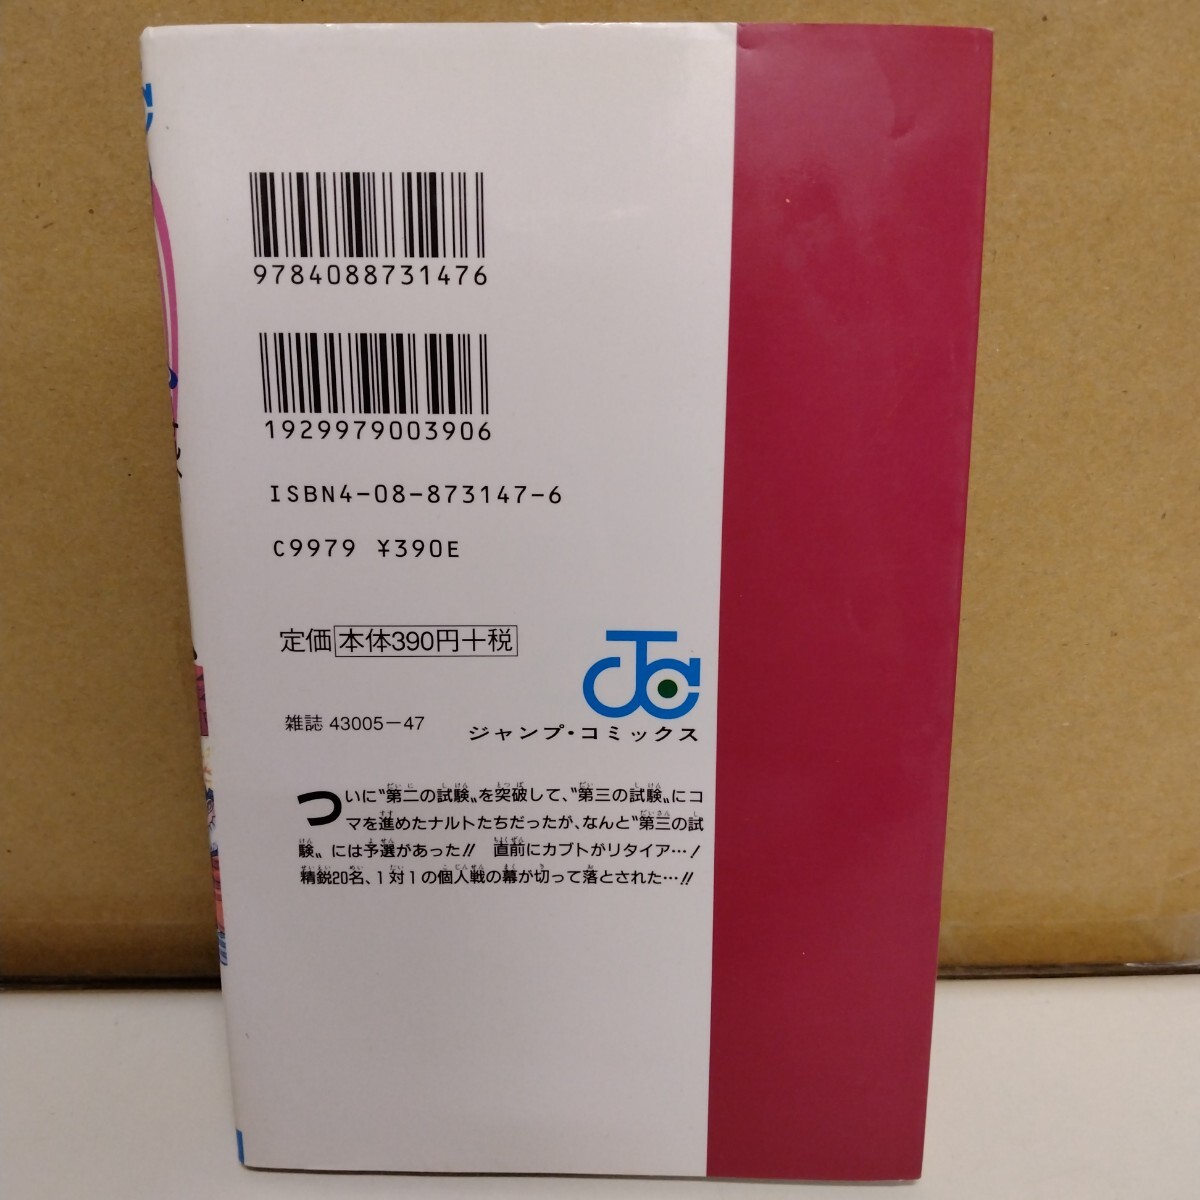 9784088731476
1929979003906
ISBN4-08-873147-6
C9979 ¥390E
定価 本体390円+税
雑誌 43005-47
ジャンプ・コミックス
ついに〝第二の試験〟を突破して、〝第三の試験〟にコ
マを進めたナルトたちだったが、なんと〝第三の試
験〟には予選があった!! 直前にカブトがリタイア…!
精鋭20名、1対1の個人戦の幕が切って落とされた…!!